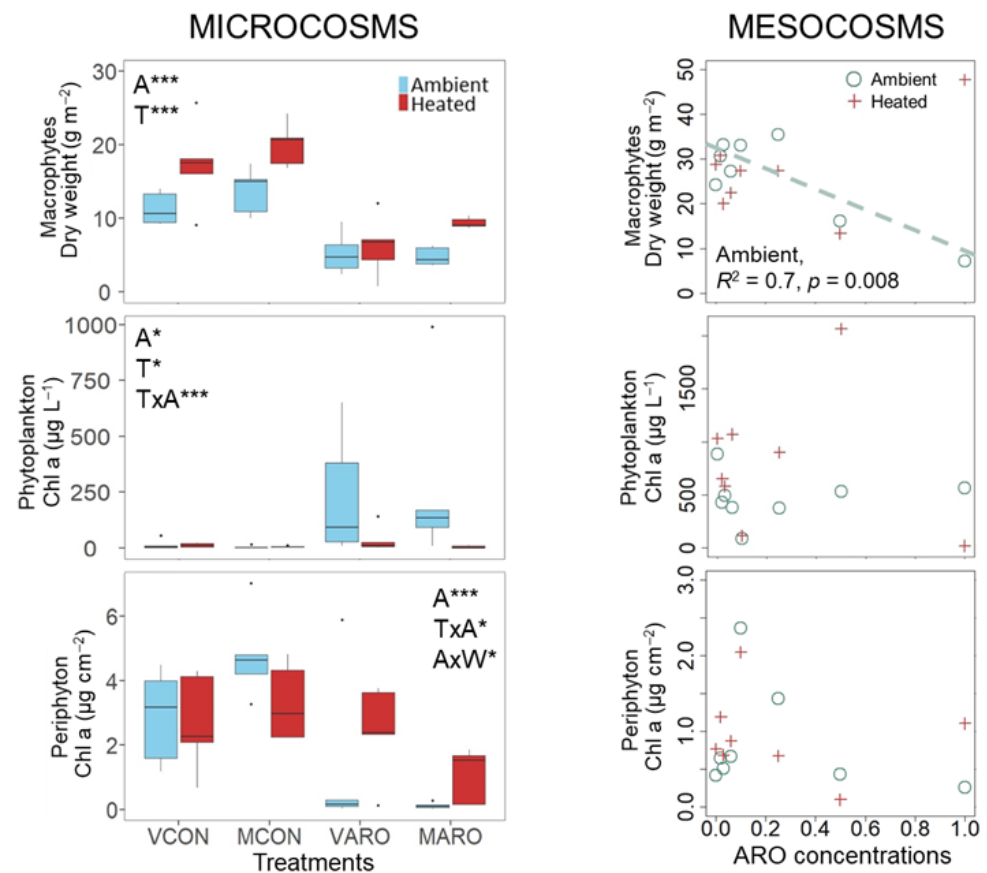 MICROCOSMS
MESOCOSMS
Macrophytes
Dry weight (g m⁻²)
30
20
10
0
A***
T***
Ambient
Heated
Phytoplankton
Chl a (µg L⁻¹)
1000
750
500
250
0
A*
T*
TxA***
Periphyton
Chl a (µg cm⁻²)
6
4
2
0
A***
TxA*
AxW*
VCON MCON VARO MARO
Treatments
Macrophytes
Dry weight (g m⁻²)
50
40
30
20
10
0
Ambient
Heated
Ambient,
R² = 0.7, p = 0.008
Phytoplankton
Chl a (µg L⁻¹)
1500
500
0
Periphyton
Chl a (µg cm⁻²)
3.0
2.0
1.0
0.0
0.0 0.2 0.4 0.6 0.8 1.0
ARO concentrations